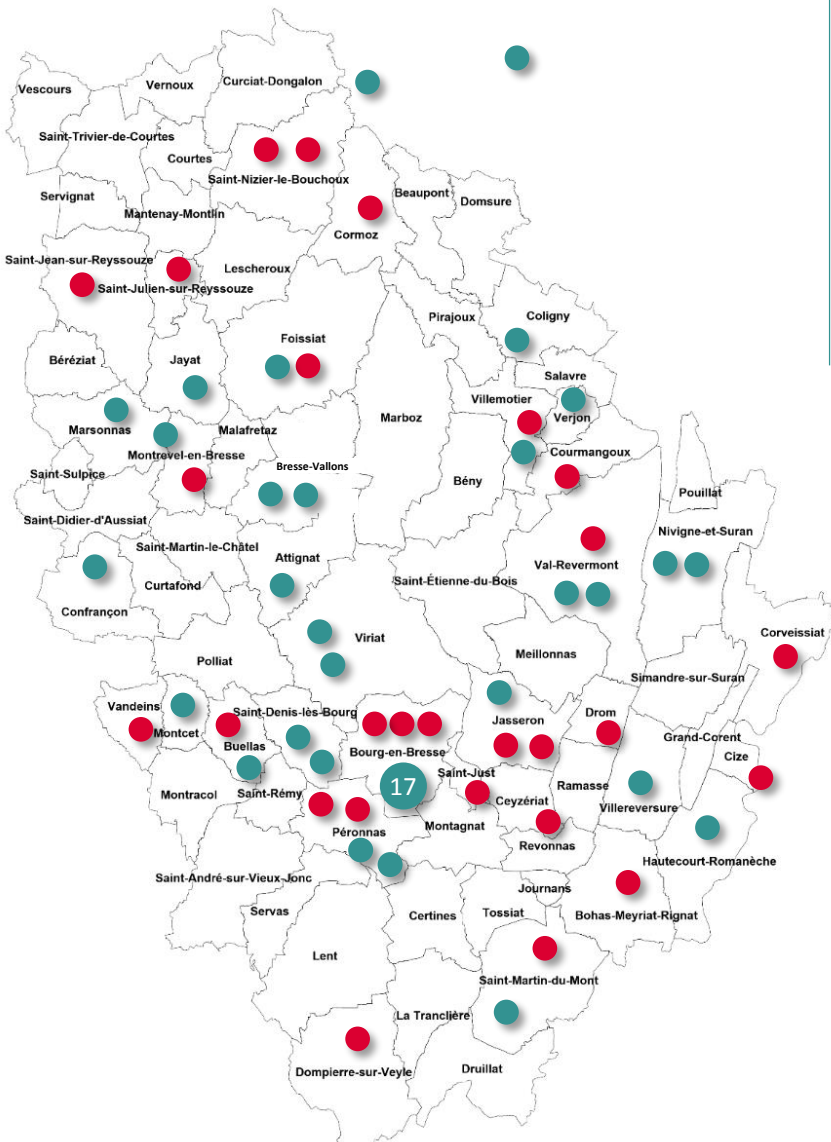 Curciat-Dongalon
Vernoux
Vescours
Saint-Trivier-de-Courtes
Courtes
Saint-Nizier-le-Bouchoux
Beaupont
Servignat
Domsure
Mantenay-Montlin
Cormoz
Saint-Jean-sur-Reyssouze
Lescheroux
Saint-Julien-sur-Reyssouze
Pirajoux
Coligny
Foissiat
Béréziat
Jayat
Salavre
Villemotier
Marboz
Verjon
Marsonnas
Malafretaz
Montrevel-en-Bresse
Courmangoux
Bresse-Vallons
Saint-Sulpice
Bény
Pouillat
Saint-Didier-d'Aussiat
Nivigne-et-Suran
Saint-Martin-le-Châtel
Attignat
Val-Revermont
Saint-Étienne-du-Bois
Curtafond
Confrançon
Corveissiat
Viriat
Meillonnas
Polliat
Simandre-sur-Suran
Vandeins
Saint-Denis-lès-Bourg
Drom
Jasseron
Montcet
Grand-Corent
Buellas
Bourg-en-Bresse
Cize
Saint-Just
17
Ramasse
Montracol
Saint-Rémy
Ceyzériat
Villereversure
Péronnas
Montagnat
Revonnas
Hautecourt-Romanèche
Saint-André-sur-Vieux-Jonc
Journans
Servas
Certines
Tossiat
Bohas-Meyriat-Rignat
Lent
Saint-Martin-du-Mont
La Tranclière
Dompierre-sur-Veyle
Druillat